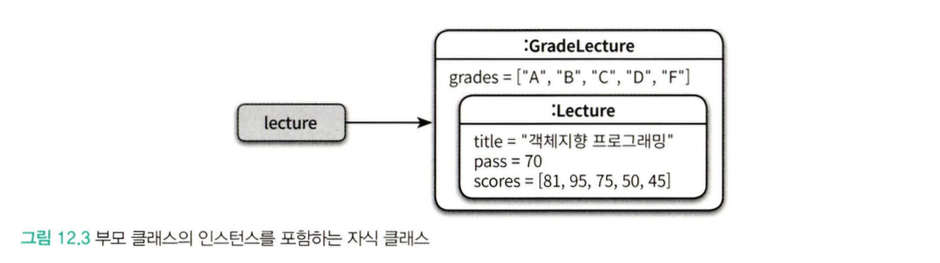 :GradeLecture
grades = ["A", "B", "C", "D", "F"]
lecture
:Lecture
title = "객체지향 프로그래밍"
pass = 70
scores = [81, 95, 75, 50, 45]
그림 12.3 부모 클래스의 인스턴스를 포함하는 자식 클래스